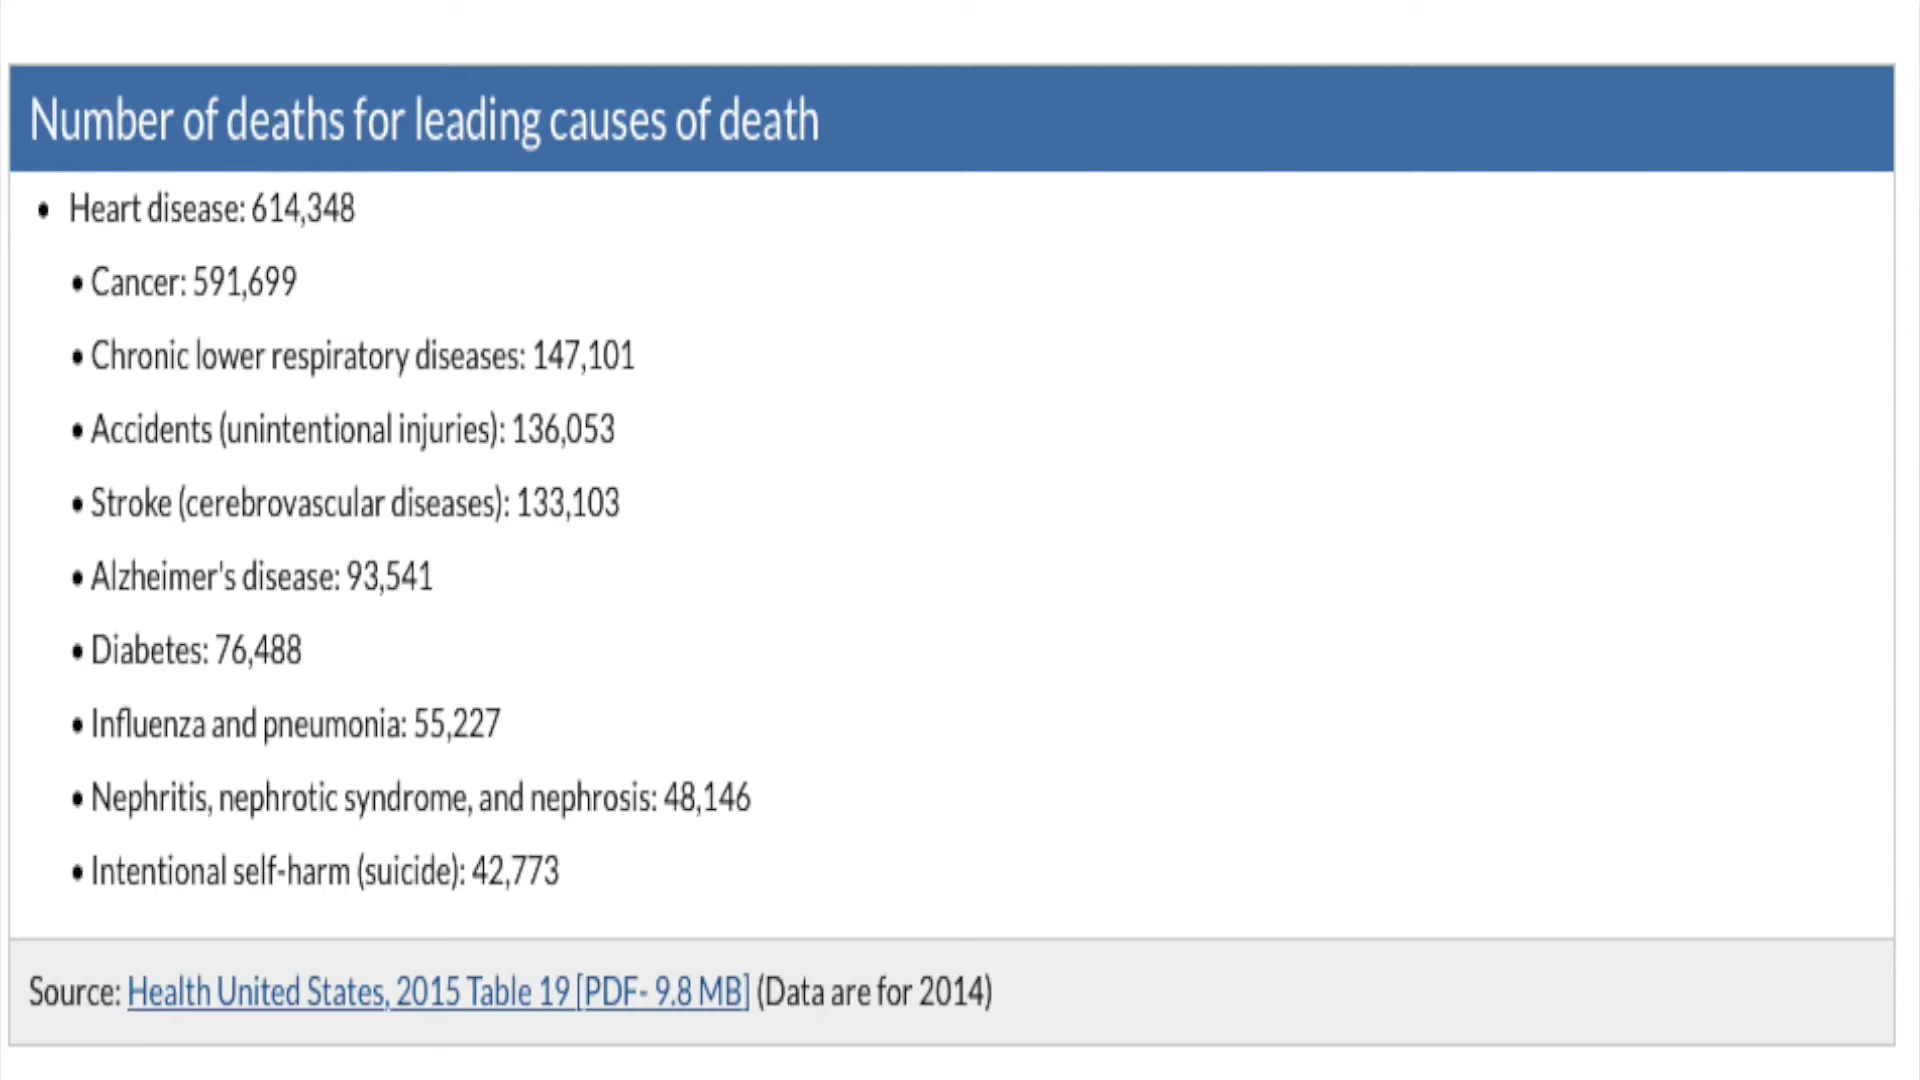 Number of deaths for leading causes of death
• Heart disease: 614,348
• Cancer: 591,699
• Chronic lower respiratory diseases: 147,101
• Accidents (unintentional injuries): 136,053
• Stroke (cerebrovascular diseases): 133,103
• Alzheimer's disease: 93,541
• Diabetes: 76,488
• Influenza and pneumonia: 55,227
• Nephritis, nephrotic syndrome, and nephrosis: 48,146
• Intentional self-harm (suicide): 42,773
Source: Health United States, 2015 Table 19 [PDF- 9.8 MB] (Data are for 2014)